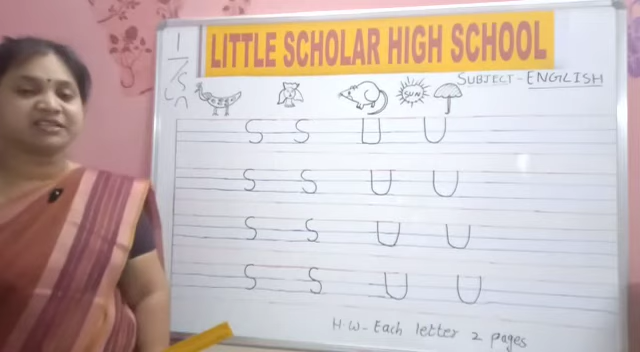 LITTLE SCHOLAR HIGH SCHOOL
SUBJECT-ENGLISH
SUN
S S U U
S S U U
S S U U
S S U U
H.W-Each letter 2 pages